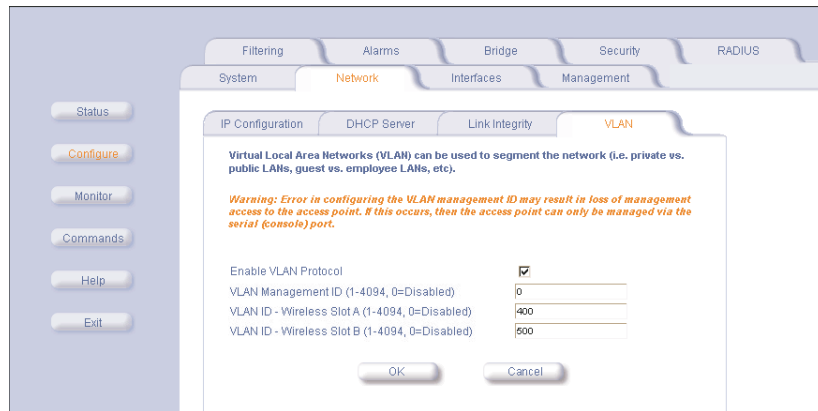 Filtering Alarms Bridge Security RADIUS
System Network Interfaces Management
Status
Configure
Monitor
Commands
Help
Exit
IP Configuration DHCP Server Link Integrity VLAN
Virtual Local Area Networks (VLAN) can be used to segment the network (i.e. private vs.
public LANs, guest vs. employee LANs, etc).
Warning: Error in configuring the VLAN management ID may result in loss of management
access to the access point. If this occurs, then the access point can only be managed via the
serial (console) port.
Enable VLAN Protocol
VLAN Management ID (1-4094, 0=Disabled) 0
VLAN ID - Wireless Slot A (1-4094, 0=Disabled) 400
VLAN ID - Wireless Slot B (1-4094, 0=Disabled) 500
OK Cancel